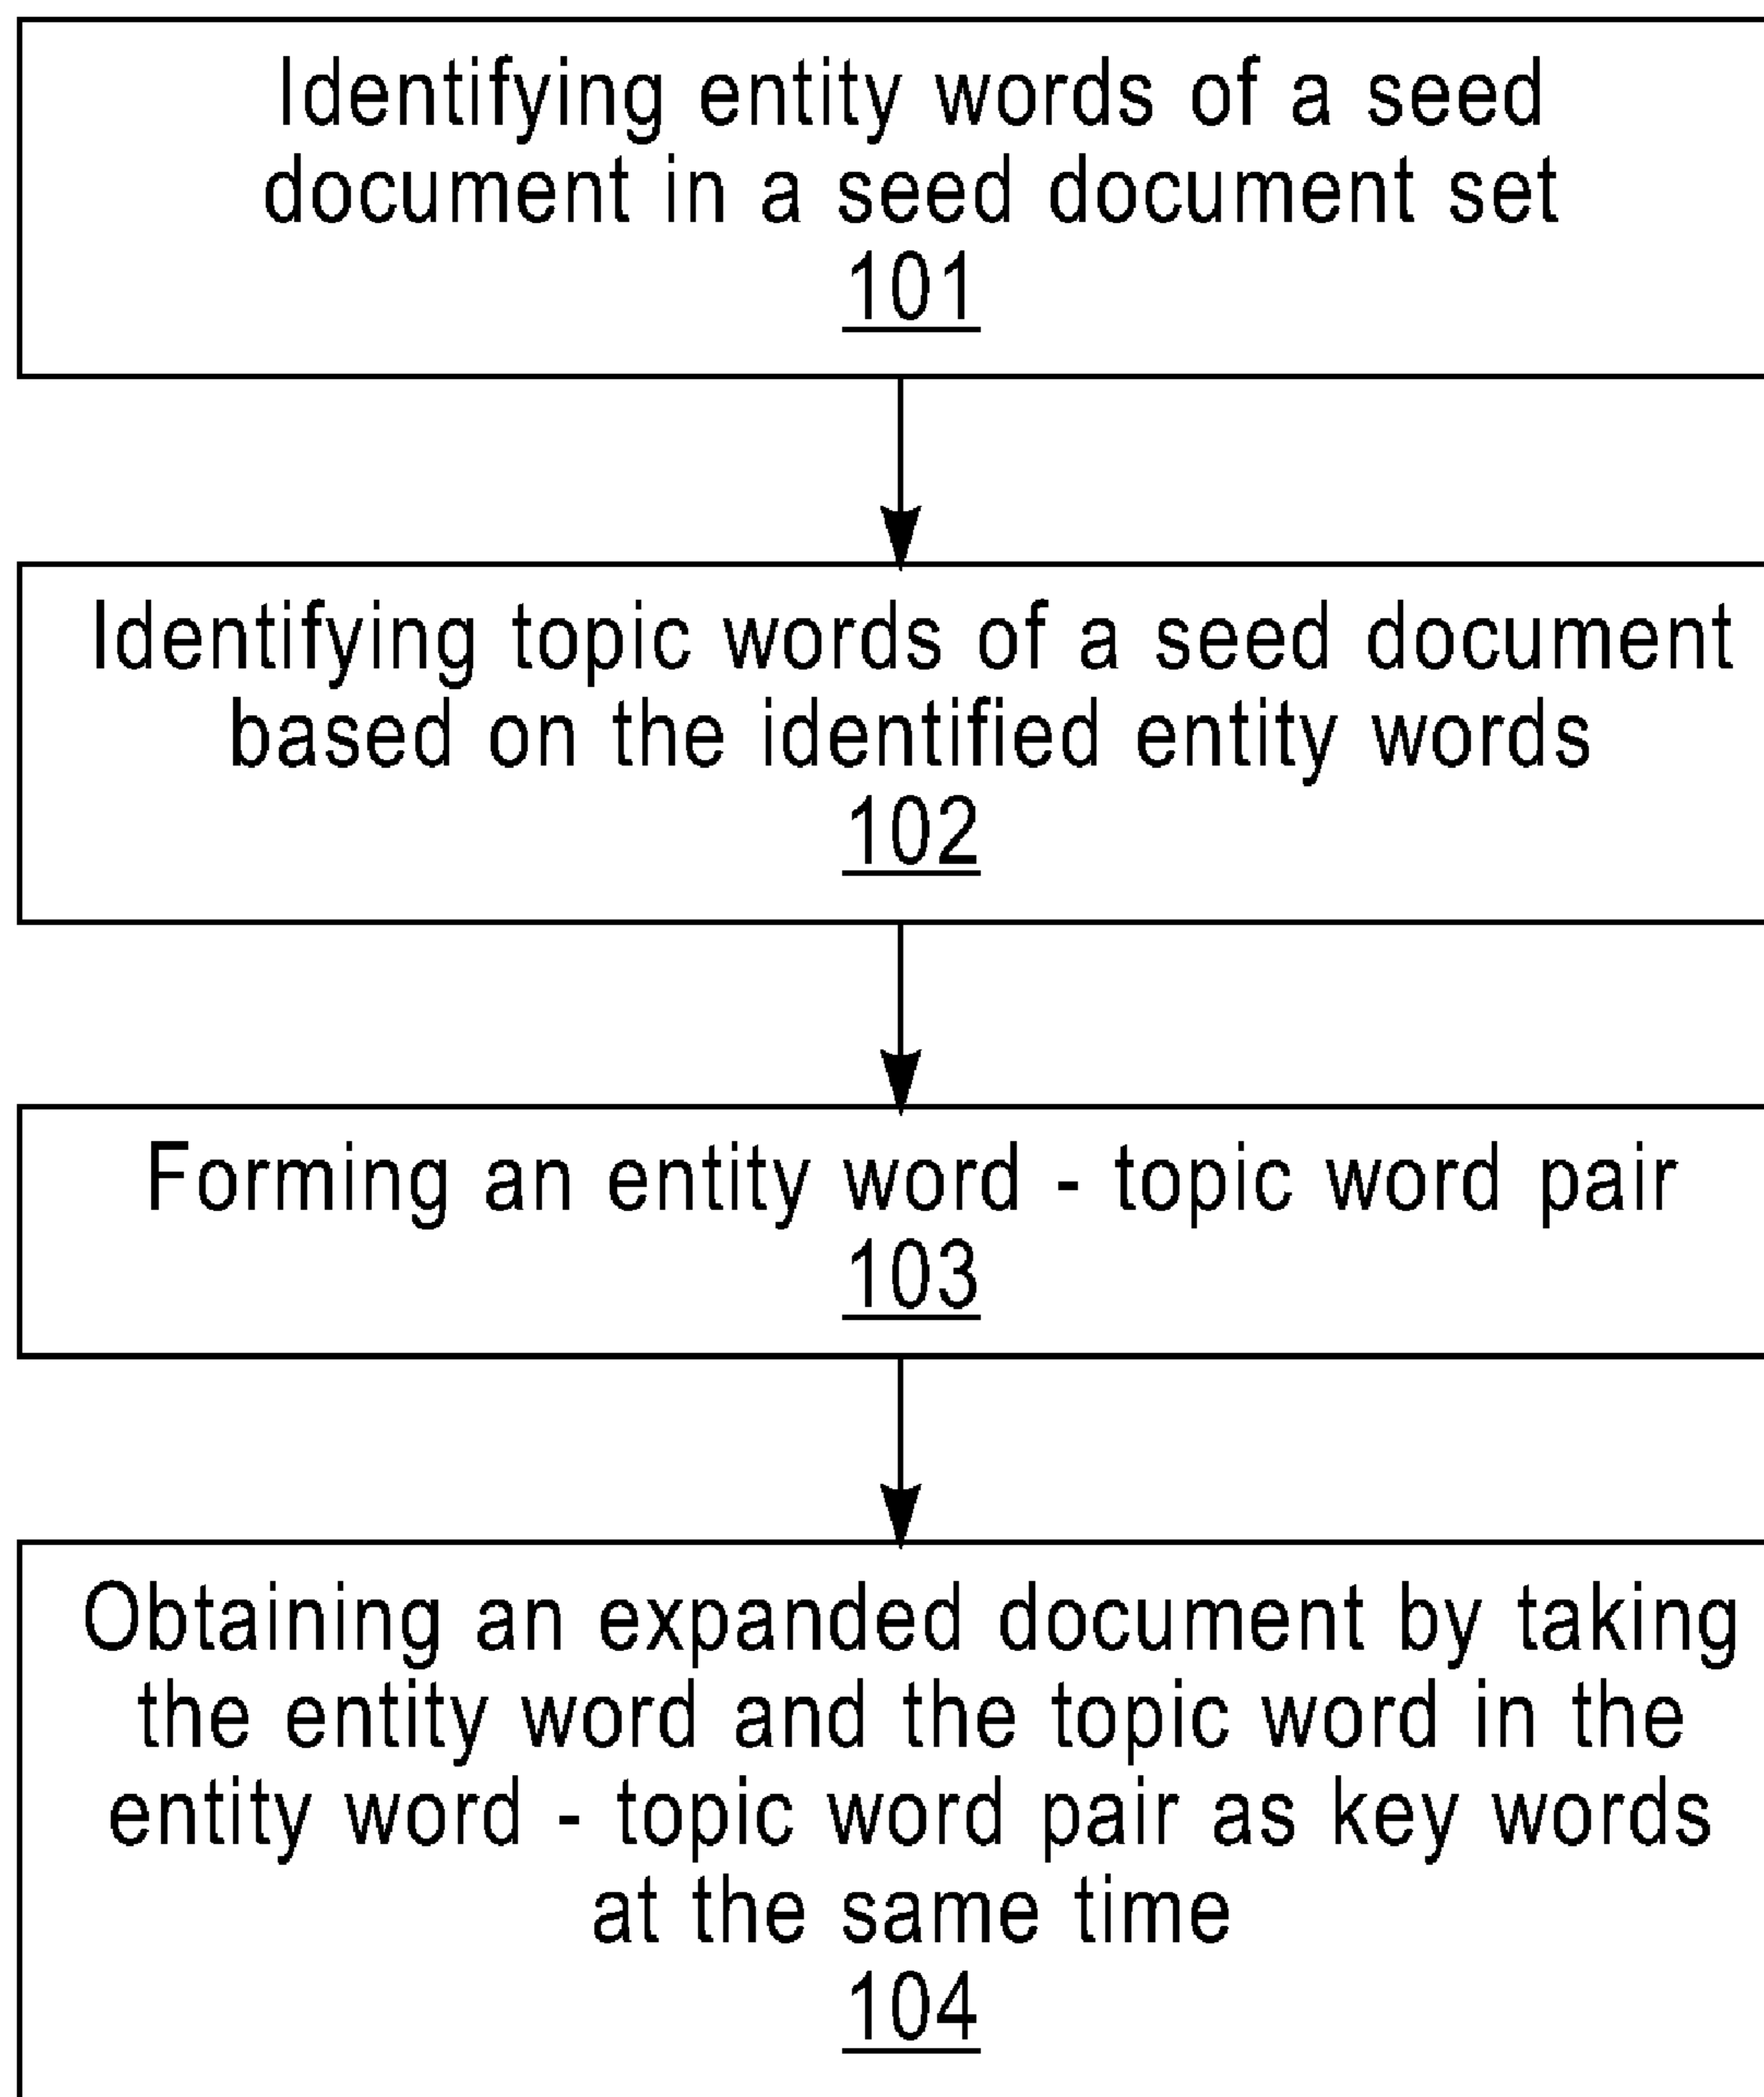 Identifying entity words of a seed
document in a seed document set
101
Identifying topic words of a seed document
based on the identified entity words
102
Forming an entity word - topic word pair
103
Obtaining an expanded document by taking
the entity word and the topic word in the
entity word - topic word pair as key words
at the same time
104